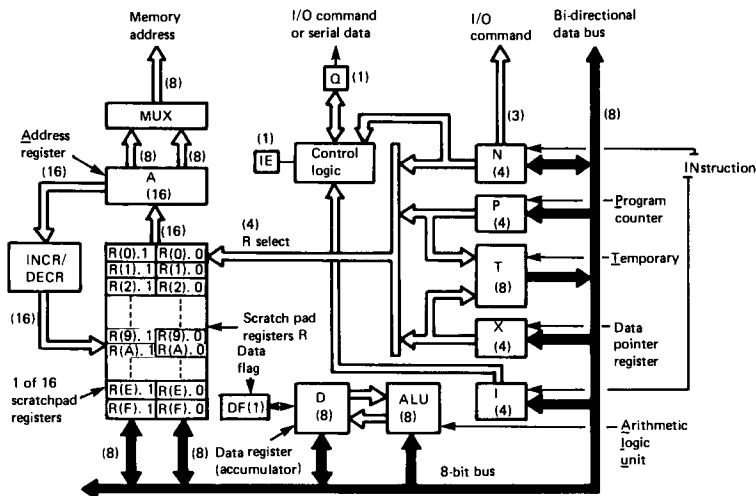 Memory
address
I/O command
or serial data
I/O
command
Bi-directional
data bus
(8)
MUX
(8)
(8)
Address
register
(16)
A
(16)
(16)
INCR/
DECR
(16)
Q
(1)
(1)
IE
Control
logic
(3)
(8)
N
(4)
INstruction
P
(4)
Program
counter
T
(8)
Temporary
X
(4)
Data
pointer
register
I
(4)
(4)
R select
R(0).1 R(0).0
R(1).1 R(1).0
R(2).1 R(2).0
R(9).1 R(9).0
R(A).1 R(A).0
R(E).1 R(E).0
R(F).1 R(F).0
Scratch pad
registers R
Data
flag
1 of 16
scratchpad
registers
DF(1)
D
(8)
ALU
(8)
(8)
(8)
Data register
(accumulator)
Arithmetic
logic
unit
8-bit bus